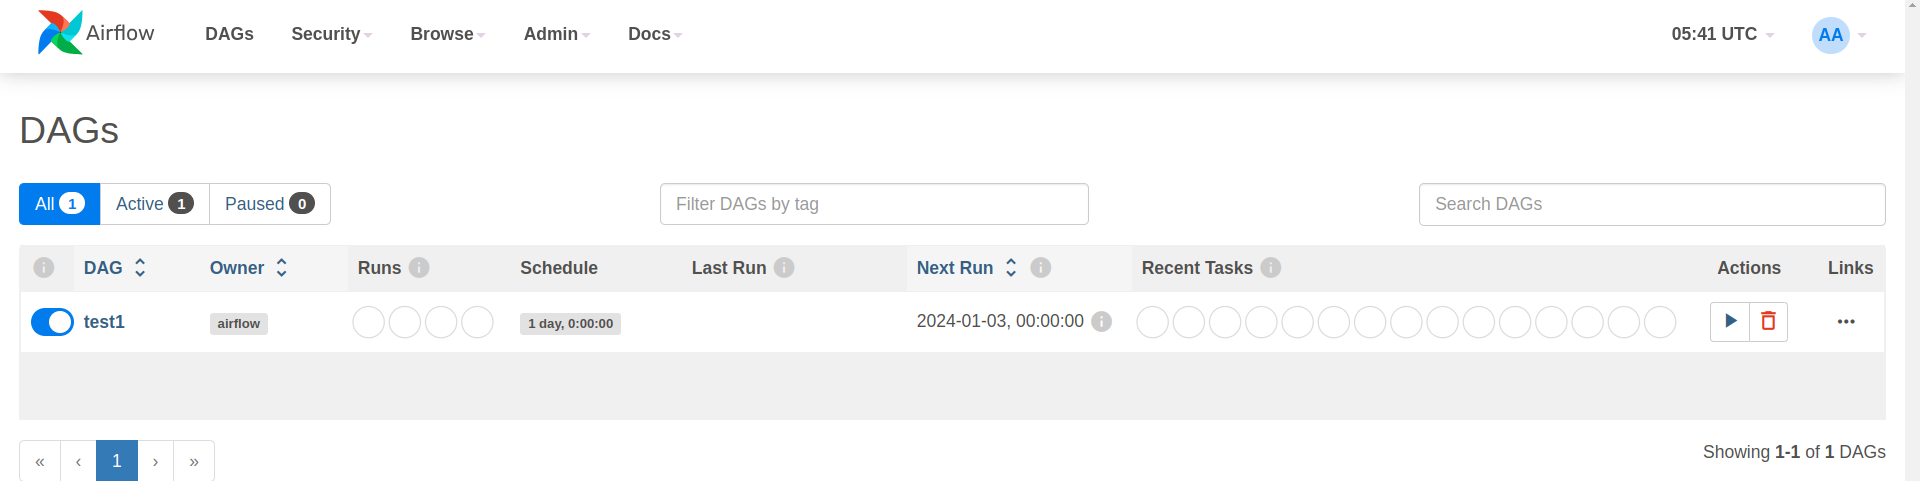 Airflow DAGs Security Browse Admin Docs 05:41 UTC AA
DAGs
All 1 Active 1 Paused 0 Filter DAGs by tag Search DAGs
i DAG Owner Runs i Schedule Last Run i Next Run i Recent Tasks i Actions Links
test1 airflow 1 day, 0:00:00 2024-01-03, 00:00:00 i ...
« ‹ 1 › » Showing 1-1 of 1 DAGs